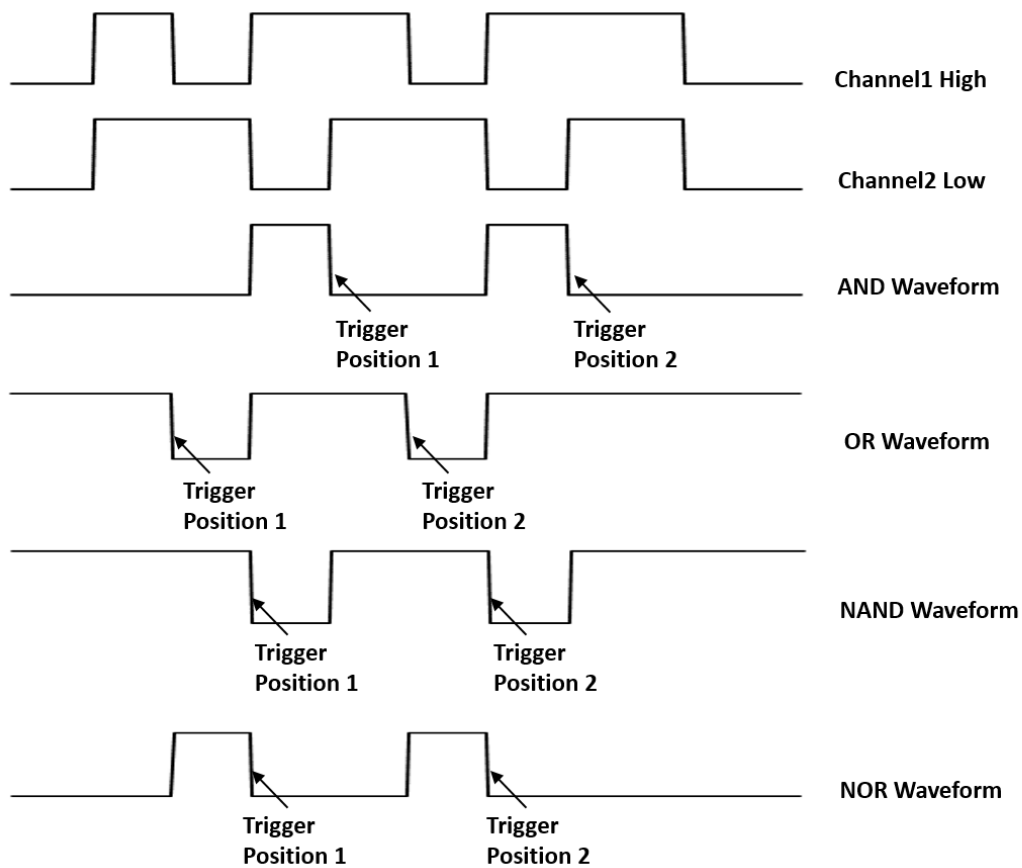 Channel1 High
Channel2 Low
AND Waveform
Trigger
Position 1
Trigger
Position 2
OR Waveform
Trigger
Position 1
Trigger
Position 2
NAND Waveform
Trigger
Position 1
Trigger
Position 2
NOR Waveform
Trigger
Position 1
Trigger
Position 2